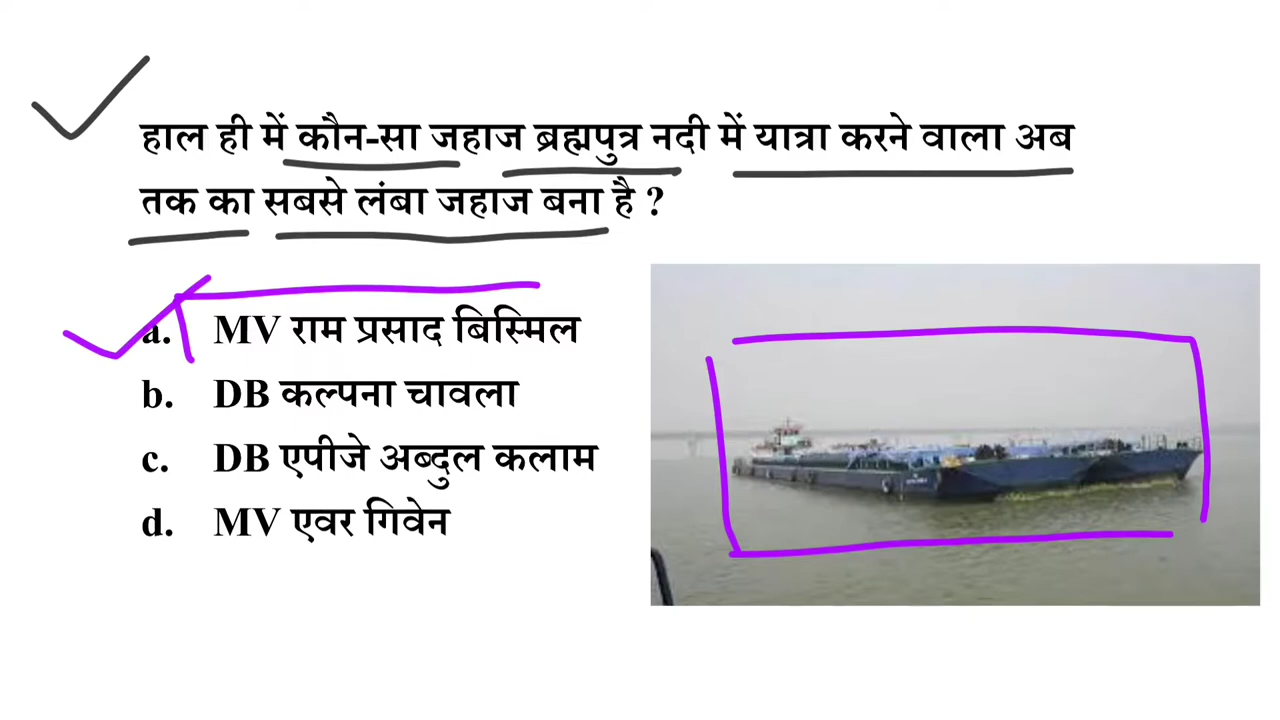 हाल ही में कौन-सा जहाज ब्रह्मपुत्र नदी में यात्रा करने वाला अब
तक का सबसे लंबा जहाज बना है ?
a. MV राम प्रसाद बिस्मिल
b. DB कल्पना चावला
c. DB एपीजे अब्दुल कलाम
d. MV एवर गिवेन